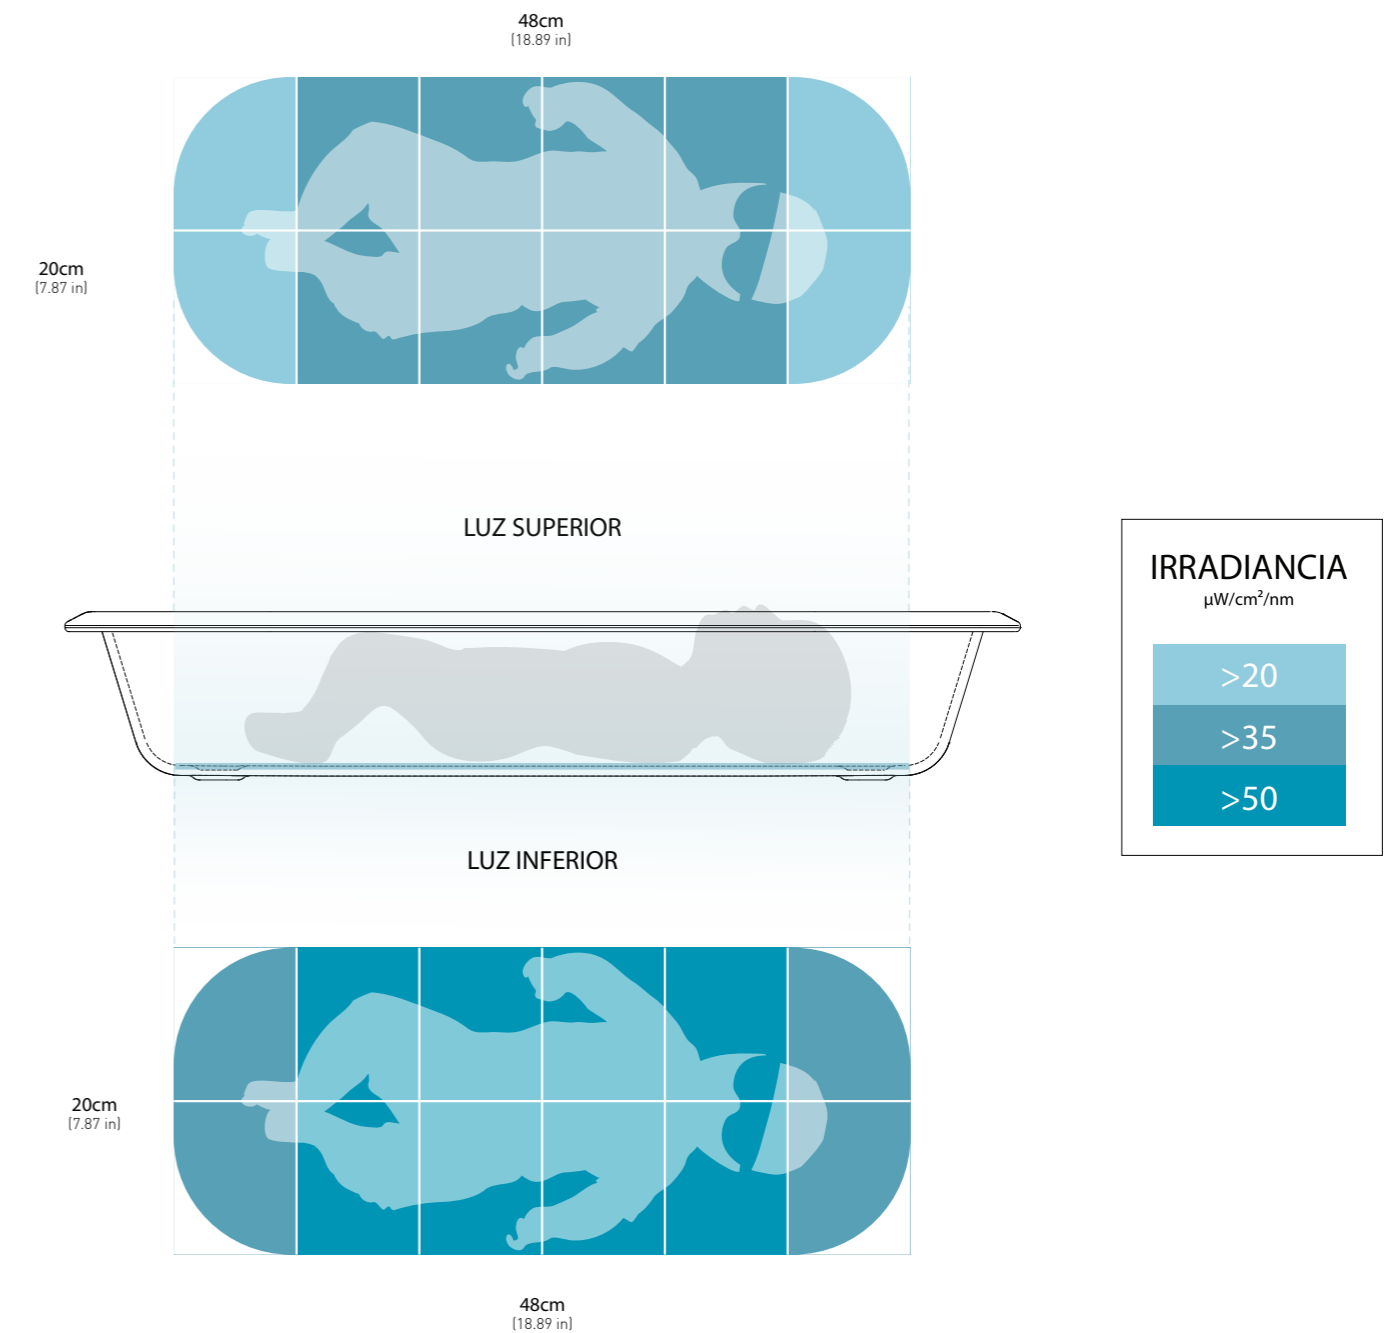 48cm
(18.89 in)
20cm
(7.87 in)
LUZ SUPERIOR
IRRADIANCIA
µW/cm²/nm
>20
>35
>50
LUZ INFERIOR
20cm
(7.87 in)
48cm
(18.89 in)